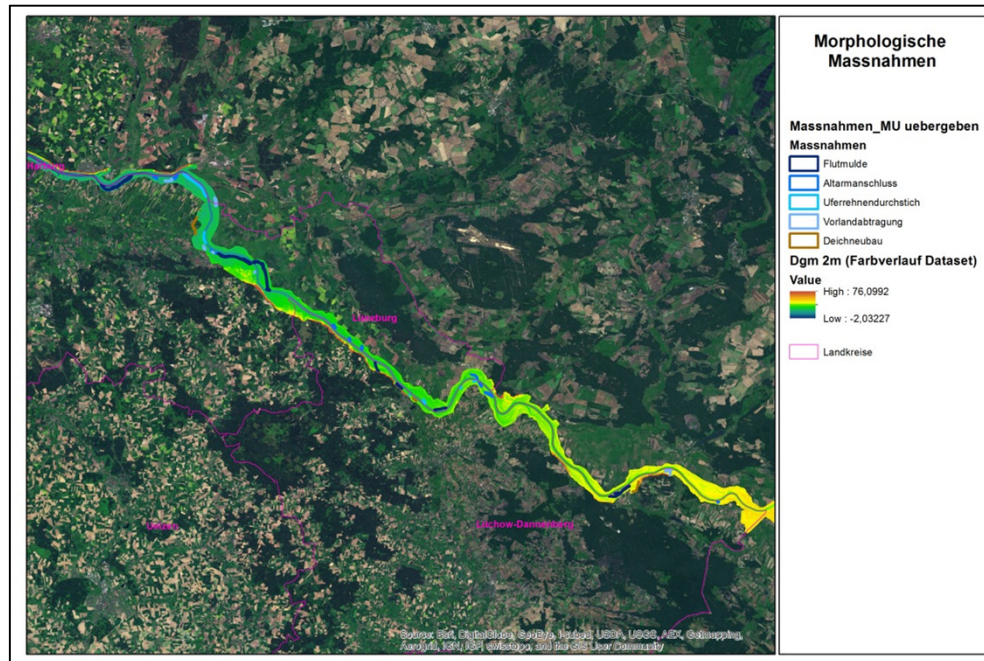 Morphologische
Massnahmen
Massnahmen_MU uebergeben
Massnahmen
Flutmulde
Altarmanschluss
Uferrehnendurchstich
Vorlandabtragung
Deichneubau
Dgm 2m (Farbverlauf Dataset)
Value
High : 76,0992
Low : -2,03227
Landkreise
Harburg
Lüneburg
Uelzen
Lüchow-Dannenberg
Source: Esri, DigitalGlobe, GeoEye, i-cubed, USDA, USGS, AEX, Getmapping,
Aerogrid, IGN, IGP, swisstopo, and the GIS User Community